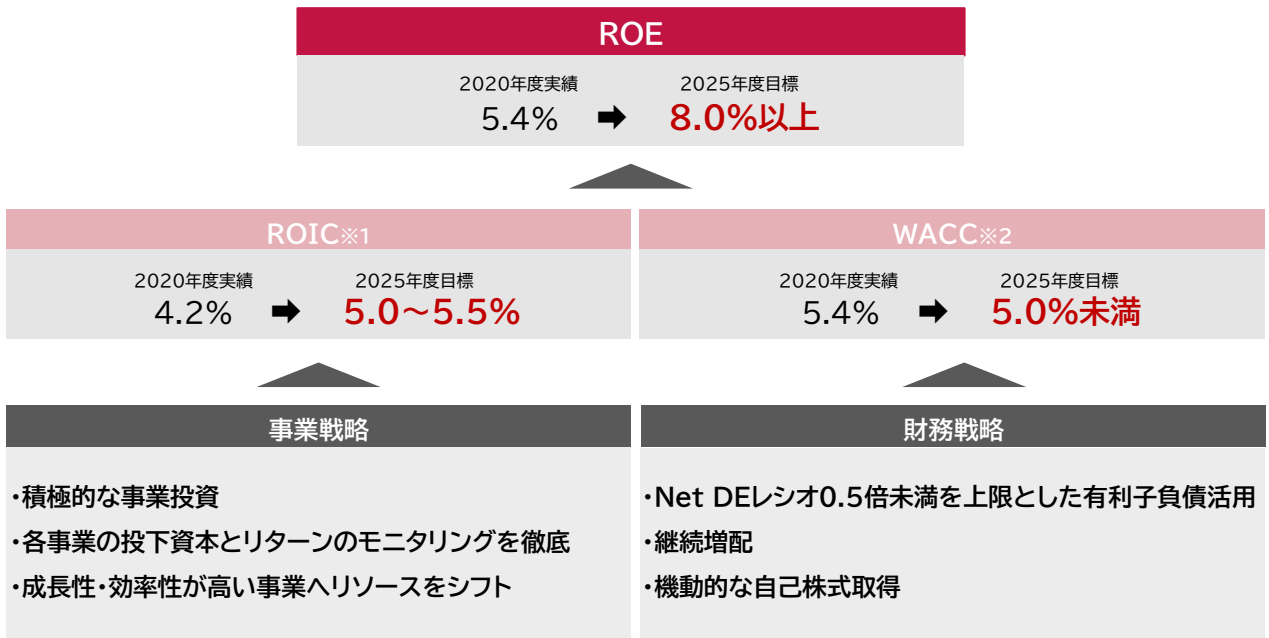 ROE
2020年度実績
2025年度目標
5.4%
➡
8.0%以上
ROIC※1
2020年度実績
2025年度目標
4.2%
➡
5.0～5.5%
WACC※2
2020年度実績
2025年度目標
5.4%
➡
5.0%未満
事業戦略
・積極的な事業投資
・各事業の投下資本とリターンのモニタリングを徹底
・成長性・効率性が高い事業へリソースをシフト
財務戦略
・Net DEレシオ0.5倍未満を上限とした有利子負債活用
・継続増配
・機動的な自己株式取得